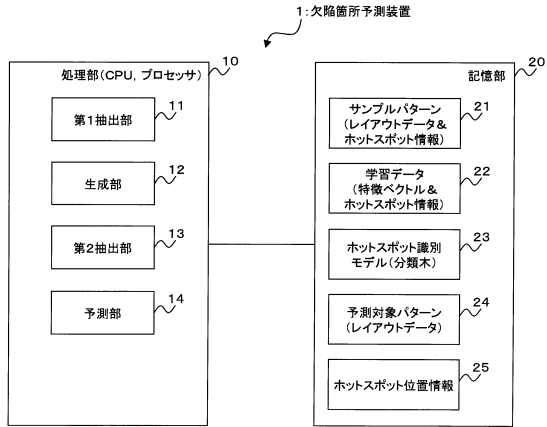 1:欠陥箇所予測装置
処理部(CPU, プロセッサ)
10
第1抽出部
11
生成部
12
第2抽出部
13
予測部
14
記憶部
20
サンプルパターン
(レイアウトデータ&
ホットスポット情報)
21
学習データ
(特徴ベクトル&
ホットスポット情報)
22
ホットスポット識別
モデル(分類木)
23
予測対象パターン
(レイアウトデータ)
24
ホットスポット位置情報
25